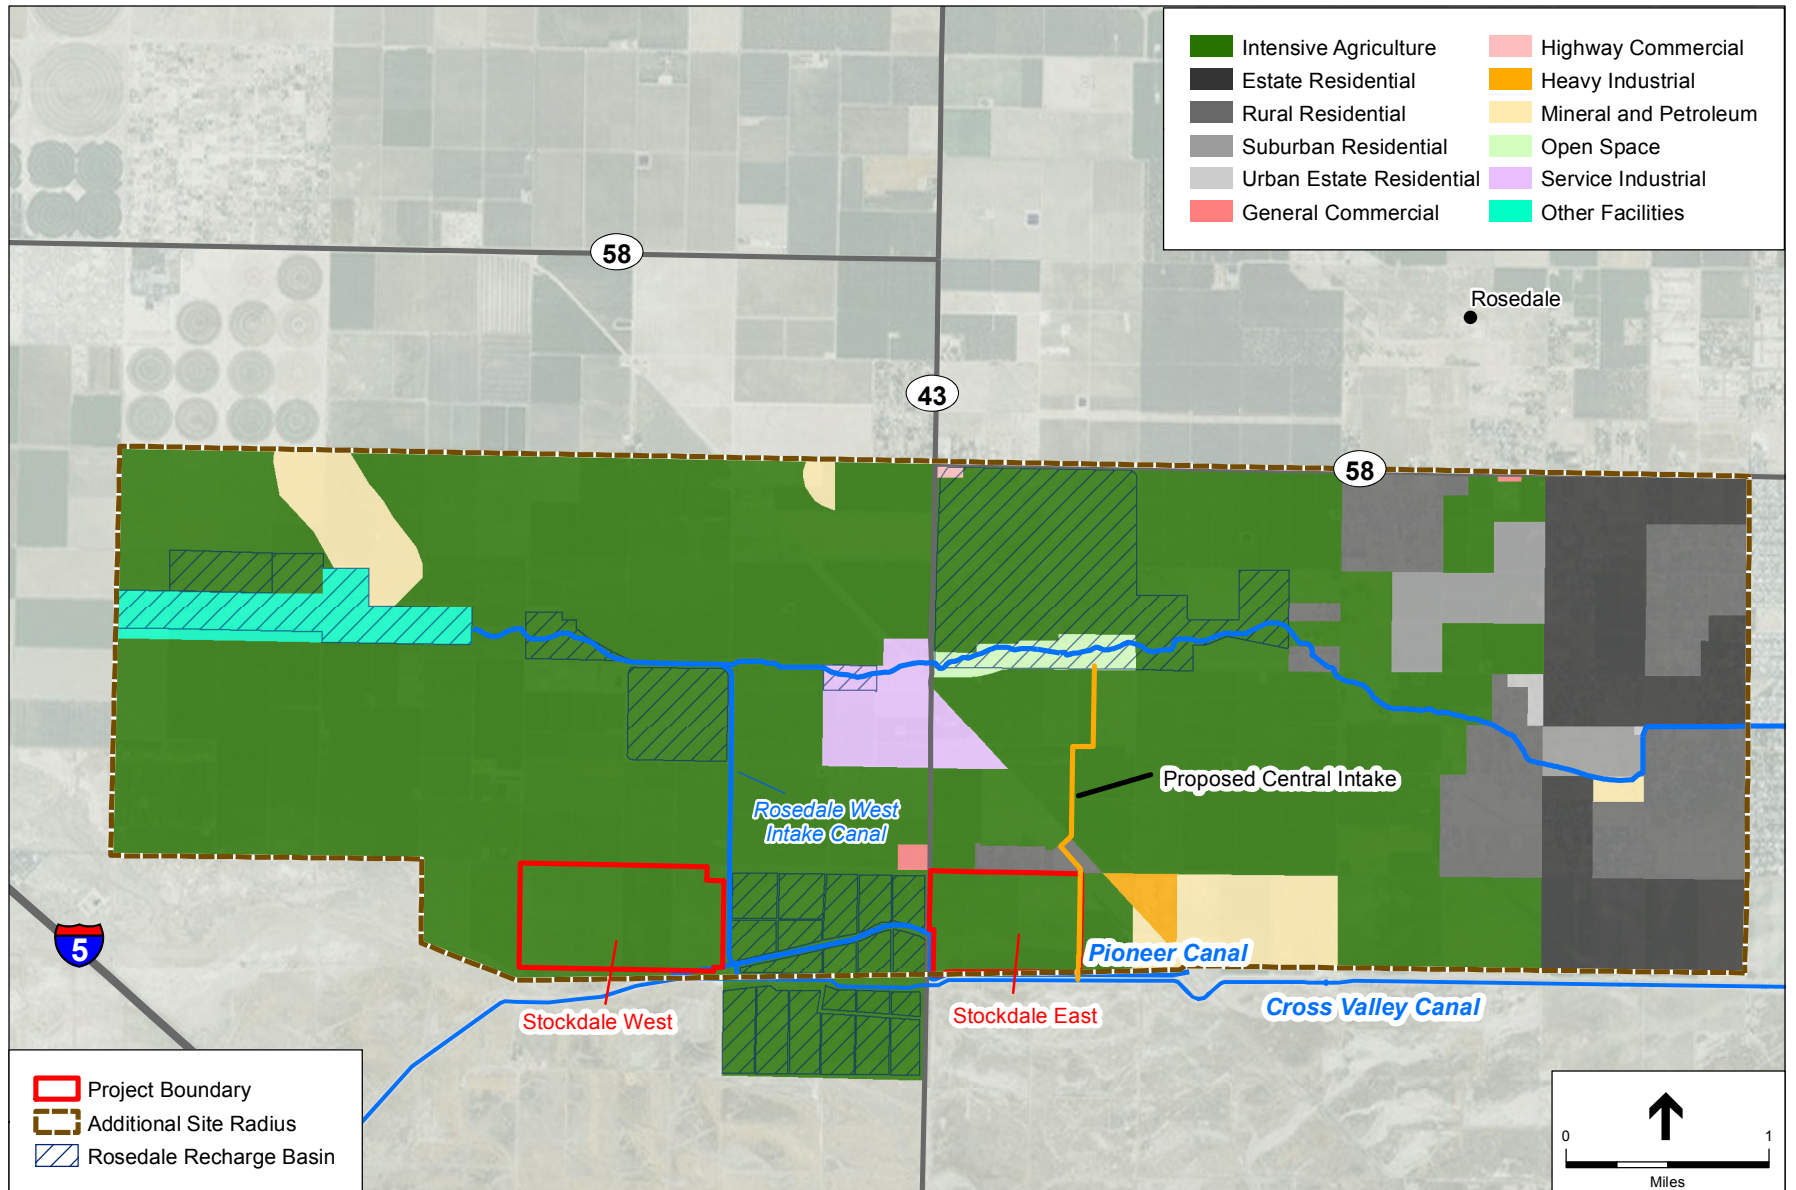 Intensive Agriculture
Estate Residential
Rural Residential
Suburban Residential
Urban Estate Residential
General Commercial
Highway Commercial
Heavy Industrial
Mineral and Petroleum
Open Space
Service Industrial
Other Facilities
58
Rosedale
43
58
Proposed Central Intake
Rosedale West
Intake Canal
5
Pioneer Canal
Cross Valley Canal
Stockdale West
Stockdale East
Project Boundary
Additional Site Radius
Rosedale Recharge Basin
0 1
Miles